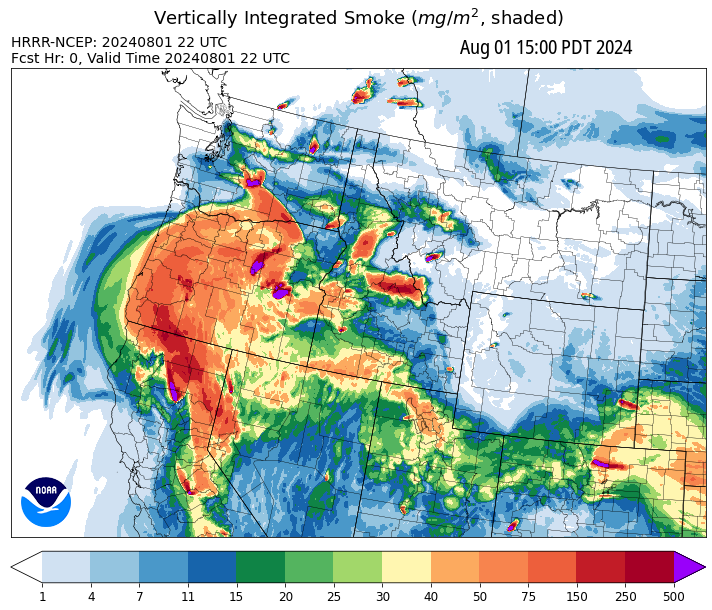 Vertically Integrated Smoke (mg/m², shaded)
HRRR-NCEP: 20240801 22 UTC
Aug 01 15:00 PDT 2024
Fcst Hr: 0, Valid Time 20240801 22 UTC
NOAA
1 4 7 11 15 20 25 30 40 50 75 150 250 500